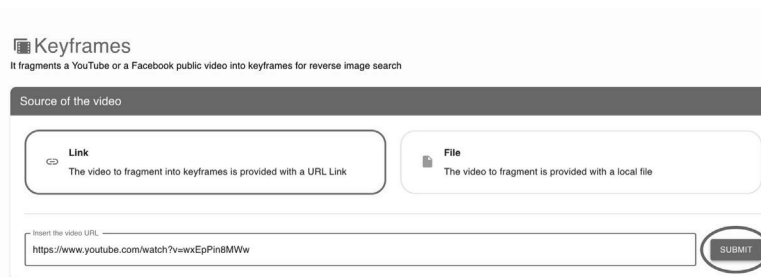 Keyframes
It fragments a YouTube or a Facebook public video into keyframes for reverse image search
Source of the video
Link
The video to fragment into keyframes is provided with a URL Link
File
The video to fragment is provided with a local file
Insert the video URL
https://www.youtube.com/watch?v=wxEpPin8MWw
SUBMIT